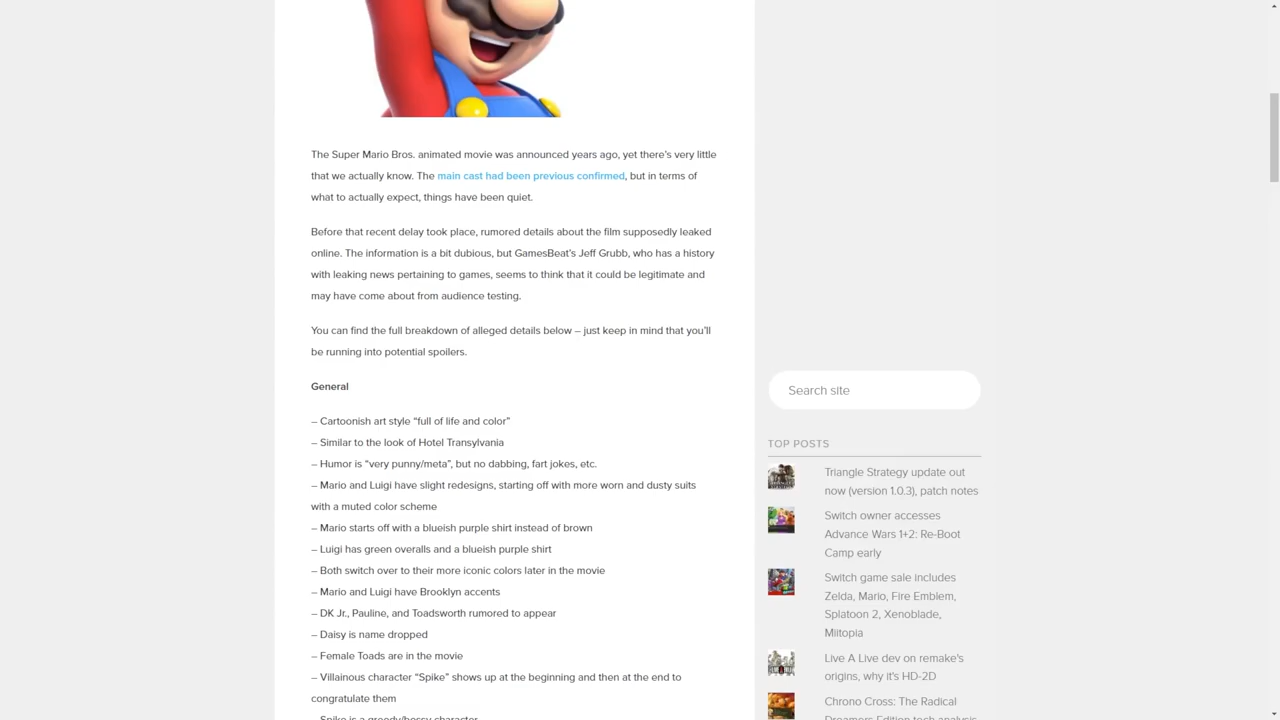 The Super Mario Bros. animated movie was announced years ago, yet there’s very little
that we actually know. The main cast had been previous confirmed, but in terms of
what to actually expect, things have been quiet.
Before that recent delay took place, rumored details about the film supposedly leaked
online. The information is a bit dubious, but GamesBeat’s Jeff Grubb, who has a history
with leaking news pertaining to games, seems to think that it could be legitimate and
may have come about from audience testing.
You can find the full breakdown of alleged details below – just keep in mind that you’ll
be running into potential spoilers.
General
– Cartoonish art style “full of life and color”
– Similar to the look of Hotel Transylvania
– Humor is “very punny/meta”, but no dabbing, fart jokes, etc.
– Mario and Luigi have slight redesigns, starting off with more worn and dusty suits
with a muted color scheme
– Mario starts off with a blueish purple shirt instead of brown
– Luigi has green overalls and a blueish purple shirt
– Both switch over to their more iconic colors later in the movie
– Mario and Luigi have Brooklyn accents
– DK Jr., Pauline, and Toadsworth rumored to appear
– Daisy is name dropped
– Female Toads are in the movie
– Villainous character “Spike” shows up at the beginning and then at the end to
congratulate them
– Spike is a greedy/bossy character
Search site
TOP POSTS
Triangle Strategy update out
now (version 1.0.3), patch notes
Switch owner accesses
Advance Wars 1+2: Re-Boot
Camp early
Switch game sale includes
Zelda, Mario, Fire Emblem,
Splatoon 2, Xenoblade,
Miitopia
Live A Live dev on remake's
origins, why it's HD-2D
Chrono Cross: The Radical
Dreamers Edition tech analysis